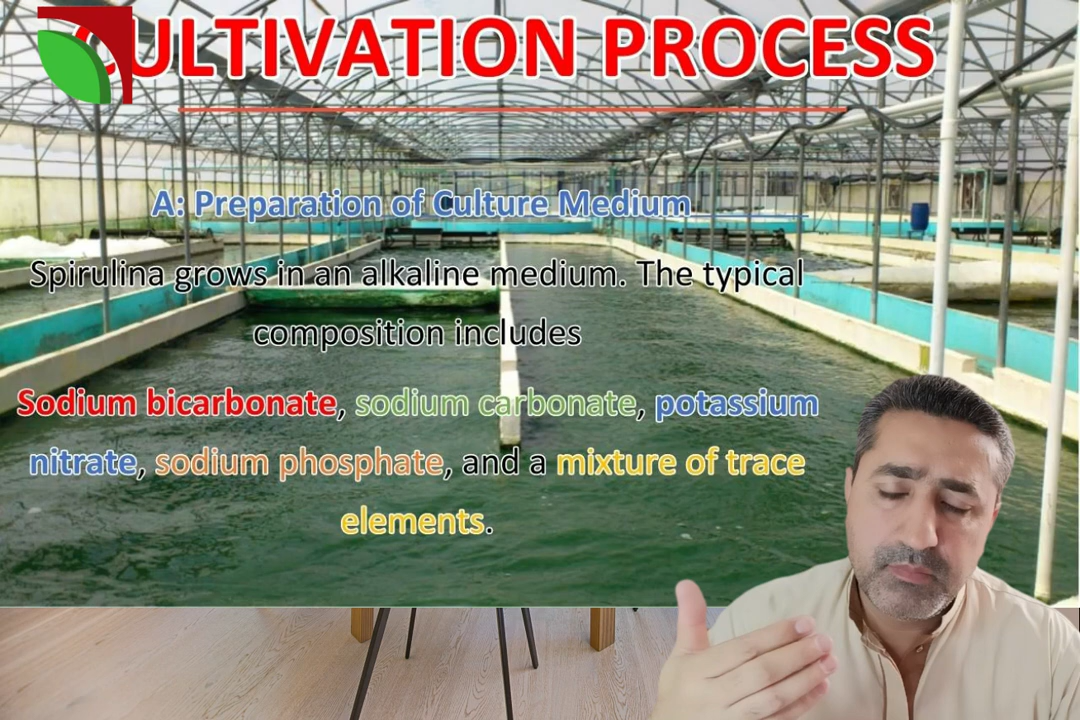 CULTIVATION PROCESS
A: Preparation of Culture Medium
Spirulina grows in an alkaline medium. The typical
composition includes
Sodium bicarbonate, sodium carbonate, potassium
nitrate, sodium phosphate, and a mixture of trace
elements.